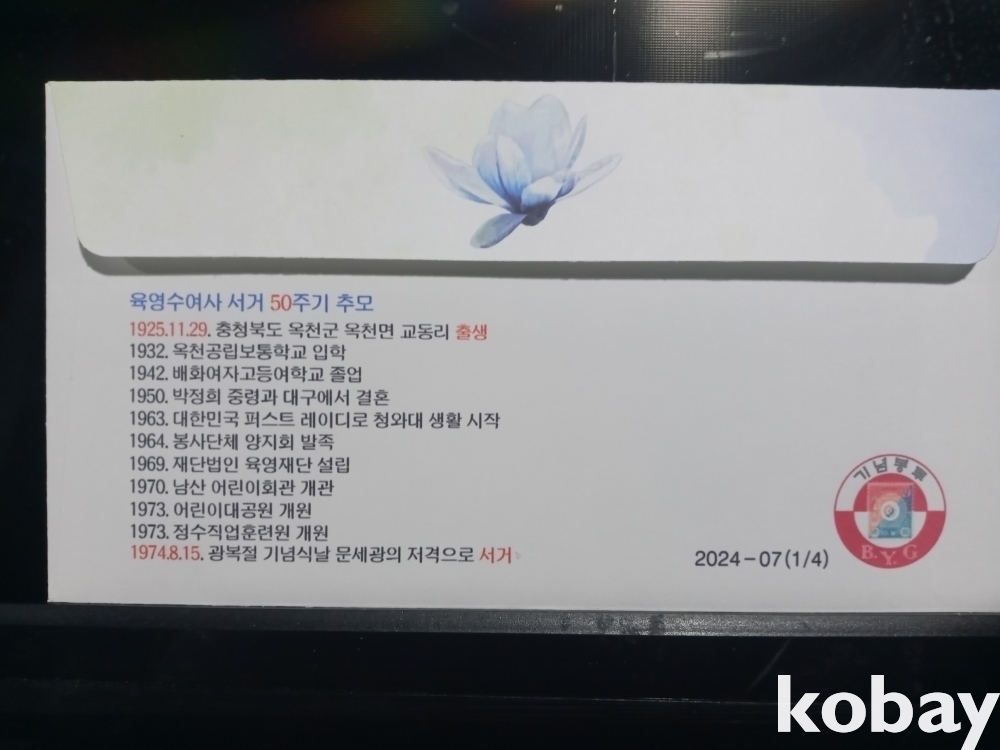 육영수여사 서거 50주기 추모
1925.11.29. 충청북도 옥천군 옥천면 교동리 출생
1932. 옥천공립보통학교 입학
1942. 배화여자고등여학교 졸업
1950. 박정희 중령과 대구에서 결혼
1963. 대한민국 퍼스트 레이디로 청와대 생활 시작
1964. 봉사단체 양지회 발족
1969. 재단법인 육영재단 설립
1970. 남산 어린이회관 개관
1973. 어린이대공원 개원
1973. 정수직업훈련원 개원
1974.8.15. 광복절 기념식날 문세광의 저격으로 서거
2024-07(1/4)
기념봉투
B.Y.G
kobay